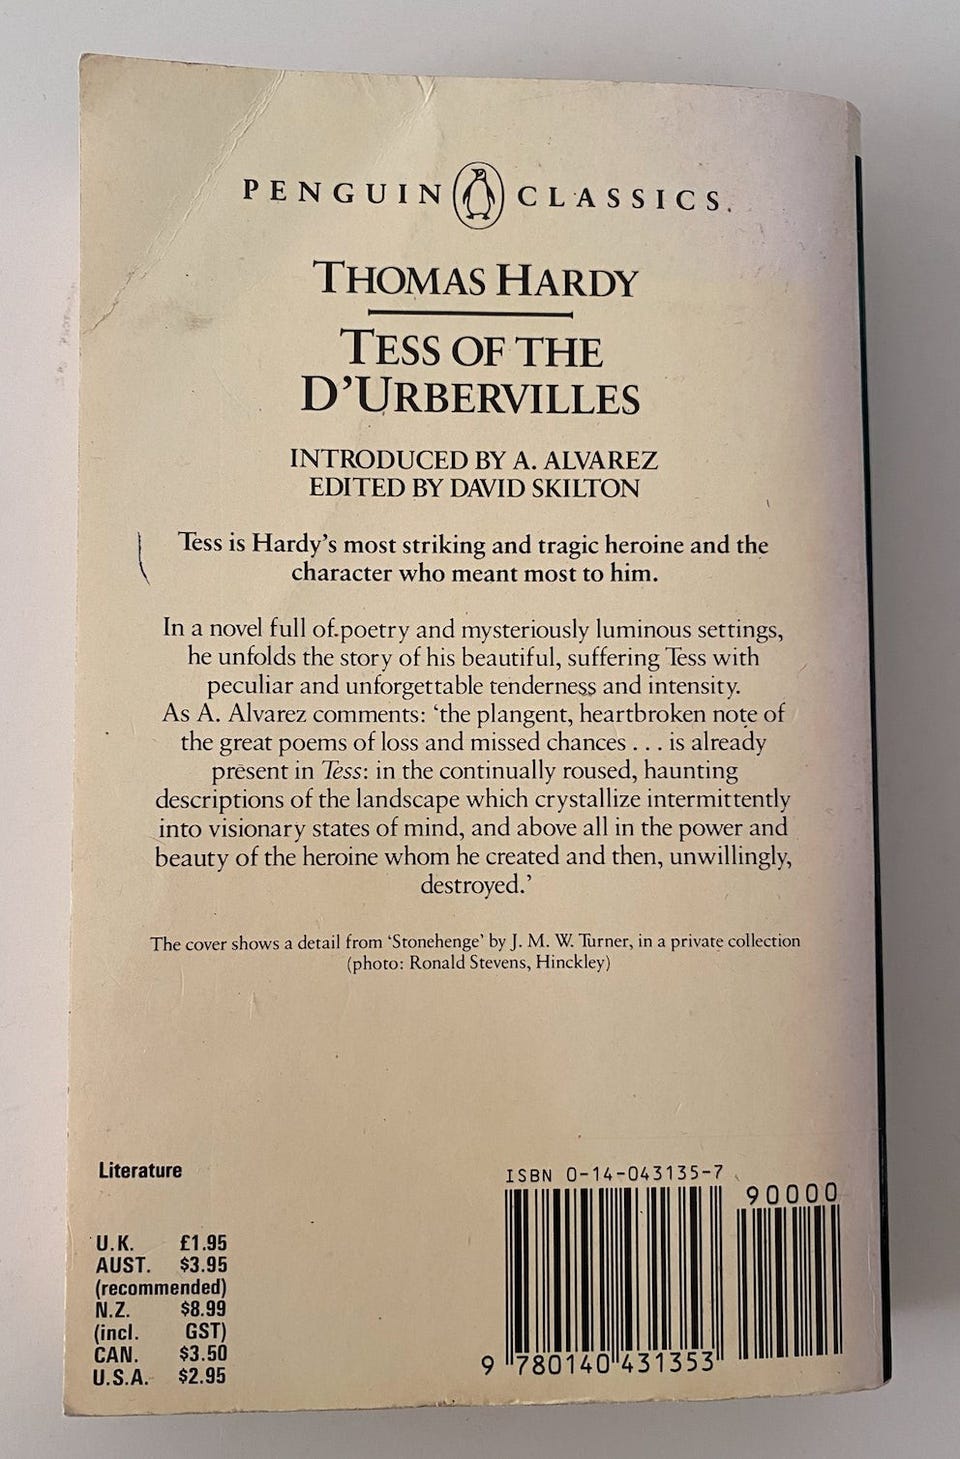 PENGUIN CLASSICS
THOMAS HARDY
TESS OF THE
D'URBERVILLES
INTRODUCED BY A. ALVAREZ
EDITED BY DAVID SKILTON
Tess is Hardy's most striking and tragic heroine and the
character who meant most to him.
In a novel full of poetry and mysteriously luminous settings,
he unfolds the story of his beautiful, suffering Tess with
peculiar and unforgettable tenderness and intensity.
As A. Alvarez comments: 'the plangent, heartbroken note of
the great poems of loss and missed chances . . . is already
present in Tess: in the continually roused, haunting
descriptions of the landscape which crystallize intermittently
into visionary states of mind, and above all in the power and
beauty of the heroine whom he created and then, unwillingly,
destroyed.'
The cover shows a detail from 'Stonehenge' by J. M. W. Turner, in a private collection
(photo: Ronald Stevens, Hinckley)
Literature
U.K. £1.95
AUST. $3.95
(recommended)
N.Z. $8.99
(incl. GST)
CAN. $3.50
U.S.A. $2.95
ISBN 0-14-043135-7
90000
9 780140 431353